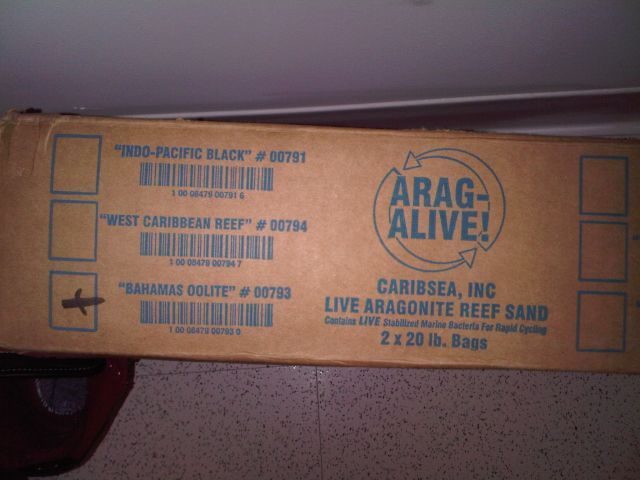 "INDO-PACIFIC BLACK" # 00791
1 00 08479 00791 6
"WEST CARIBBEAN REEF" # 00794
1 00 08479 00794 7
"BAHAMAS OOLITE" # 00793
1 00 08479 00793 0
ARAG-
ALIVE!
CARIBSEA, INC
LIVE ARAGONITE REEF SAND
Contains LIVE Stabilized Marine Bacteria For Rapid Cycling
2 x 20 lb. Bags